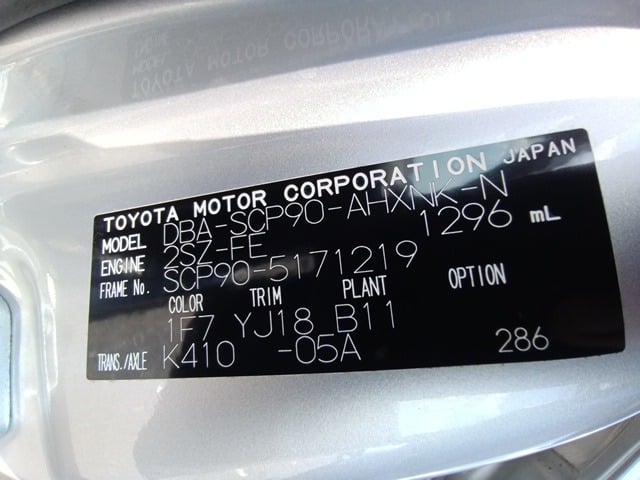 TOYOTA MOTOR CORPORATION JAPAN
MODEL DBA-SCP90-AHXNK-N
ENGINE 2SZ-FE 1296 mL
FRAME No. SCP90-5171219
COLOR TRIM PLANT OPTION
1F7 YJ18 B11
TRANS./AXLE K410 -05A 286